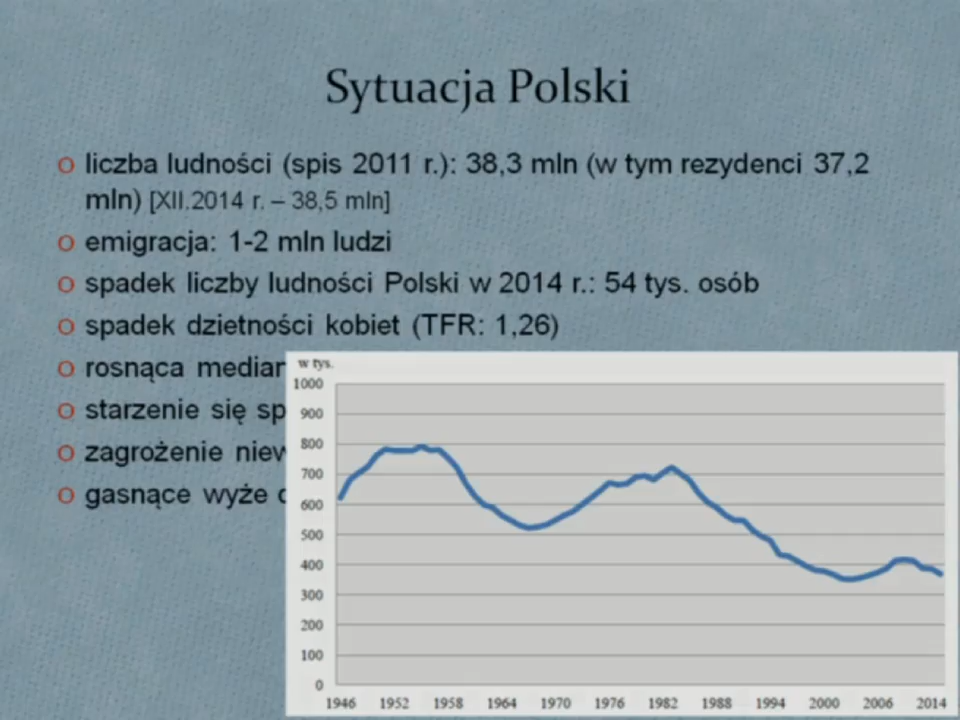 Sytuacja Polski
O liczba ludności (spis 2011 r.): 38,3 mln (w tym rezydenci 37,2
mln) [XII.2014 r. – 38,5 mln]
O emigracja: 1-2 mln ludzi
O spadek liczby ludności Polski w 2014 r.: 54 tys. osób
O spadek dzietności kobiet (TFR: 1,26)
O rosnąca
O starzenie się
O zagrożenie
O gasnące wyże
w tys.
1000
900
800
700
600
500
400
300
200
100
0
1946 1952 1958 1964 1970 1976 1982 1988 1994 2000 2006 2014